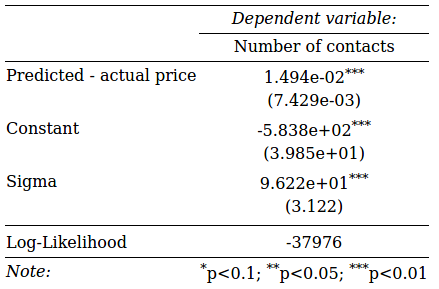 Dependent variable:
Number of contacts
Predicted - actual price 1.494e-02***
(7.429e-03)
Constant -5.838e+02***
(3.985e+01)
Sigma 9.622e+01***
(3.122)
Log-Likelihood -37976
Note: *p<0.1; **p<0.05; ***p<0.01